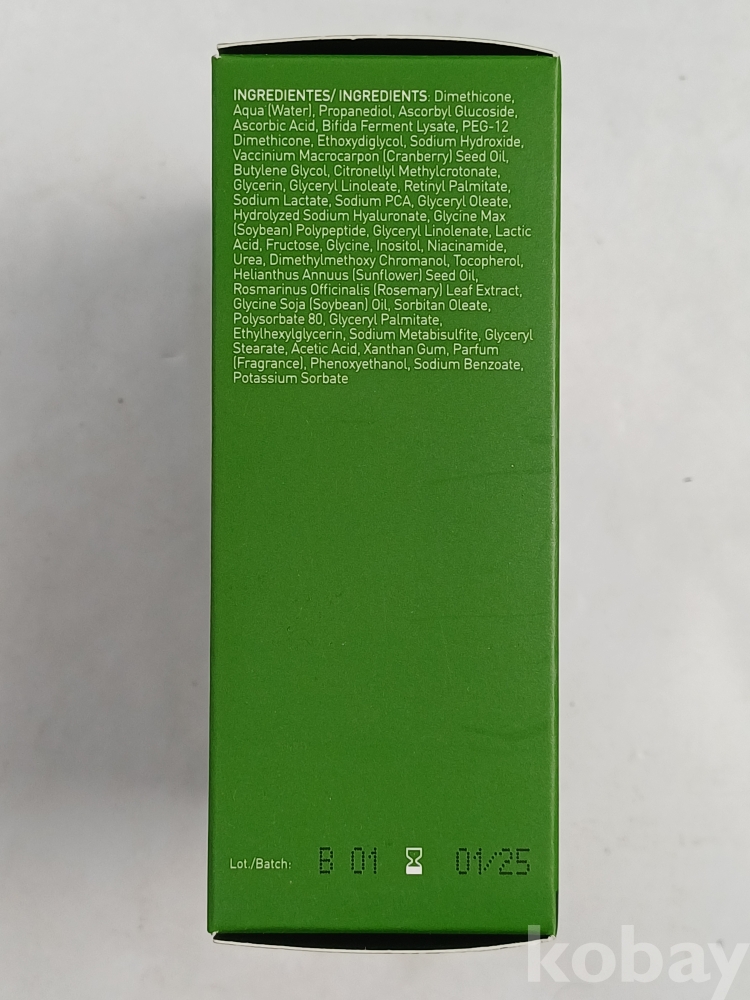 INGREDIENTES/ INGREDIENTS: Dimethicone,
Aqua (Water), Propanediol, Ascorbyl Glucoside,
Ascorbic Acid, Bifida Ferment Lysate, PEG-12
Dimethicone, Ethoxydiglycol, Sodium Hydroxide,
Vaccinium Macrocarpon (Cranberry) Seed Oil,
Butylene Glycol, Citronellyl Methylcrotonate,
Glycerin, Glyceryl Linoleate, Retinyl Palmitate,
Sodium Lactate, Sodium PCA, Glyceryl Oleate,
Hydrolyzed Sodium Hyaluronate, Glycine Max
(Soybean) Polypeptide, Glyceryl Linolenate, Lactic
Acid, Fructose, Glycine, Inositol, Niacinamide,
Urea, Dimethylmethoxy Chromanol, Tocopherol,
Helianthus Annuus (Sunflower) Seed Oil,
Rosmarinus Officinalis (Rosemary) Leaf Extract,
Glycine Soja (Soybean) Oil, Sorbitan Oleate,
Polysorbate 80, Glyceryl Palmitate,
Ethylhexylglycerin, Sodium Metabisulfite, Glyceryl
Stearate, Acetic Acid, Xanthan Gum, Parfum
(Fragrance), Phenoxyethanol, Sodium Benzoate,
Potassium Sorbate
Lot./Batch: B 01 01/25
kobay